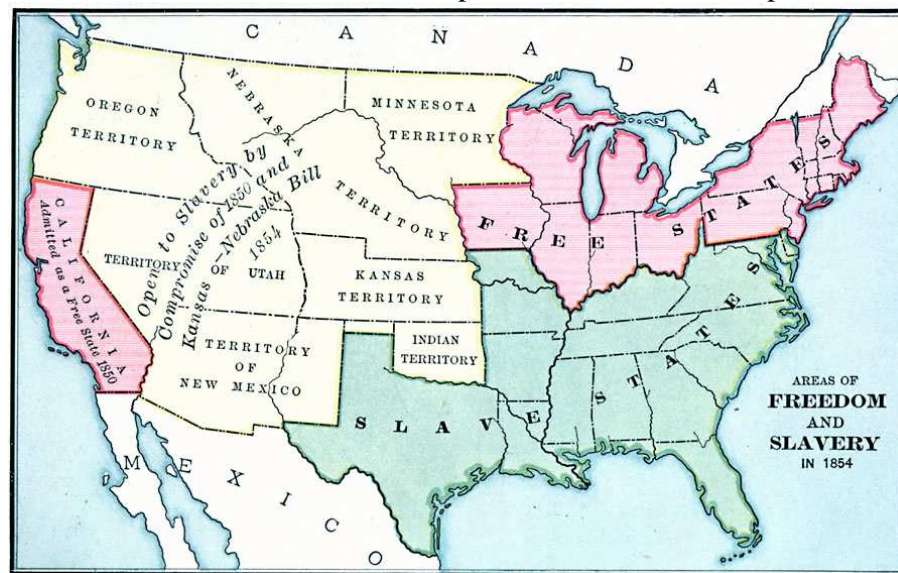 CANADA
OREGON
TERRITORY
NEBRASKA
TERRITORY
MINNESOTA
TERRITORY
Open to Slavery by
Compromise of 1850 and
Kansas–Nebraska Bill
1854
CALIFORNIA
Admitted as a Free State 1850
TERRITORY
OF
UTAH
KANSAS
TERRITORY
INDIAN
TERRITORY
TERRITORY
OF
NEW MEXICO
FREE STATES
SLAVE STATES
MEXICO
AREAS OF
FREEDOM
AND
SLAVERY
IN 1854